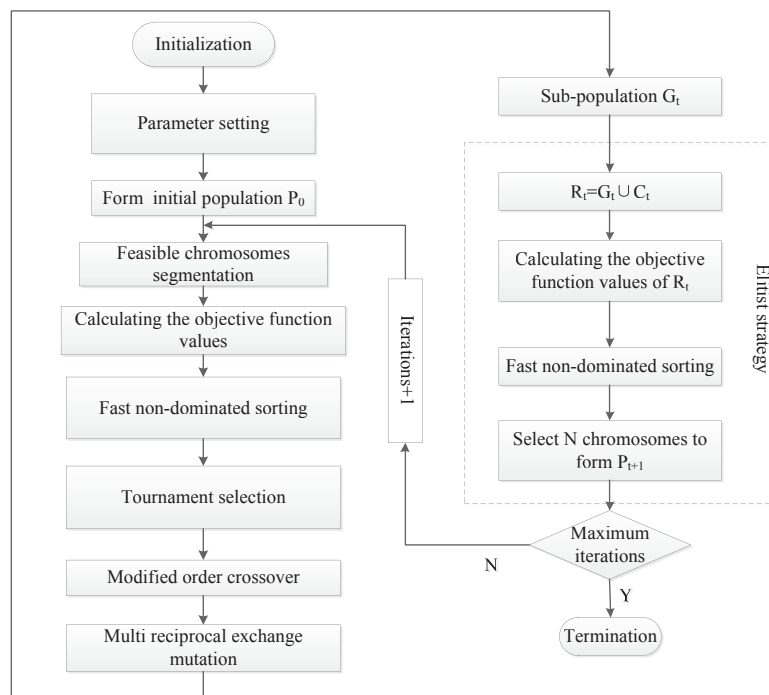 Initialization
Parameter setting
Form initial population P₀
Feasible chromosomes
segmentation
Calculating the objective function
values
Fast non-dominated sorting
Tournament selection
Modified order crossover
Multi reciprocal exchange
mutation
Iterations+1
Sub-population Gₜ
Rₜ=Gₜ∪Cₜ
Calculating the objective
function values of Rₜ
Fast non-dominated sorting
Select N chromosomes to
form Pₜ₊₁
Elitist strategy
Maximum
iterations
N
Y
Termination